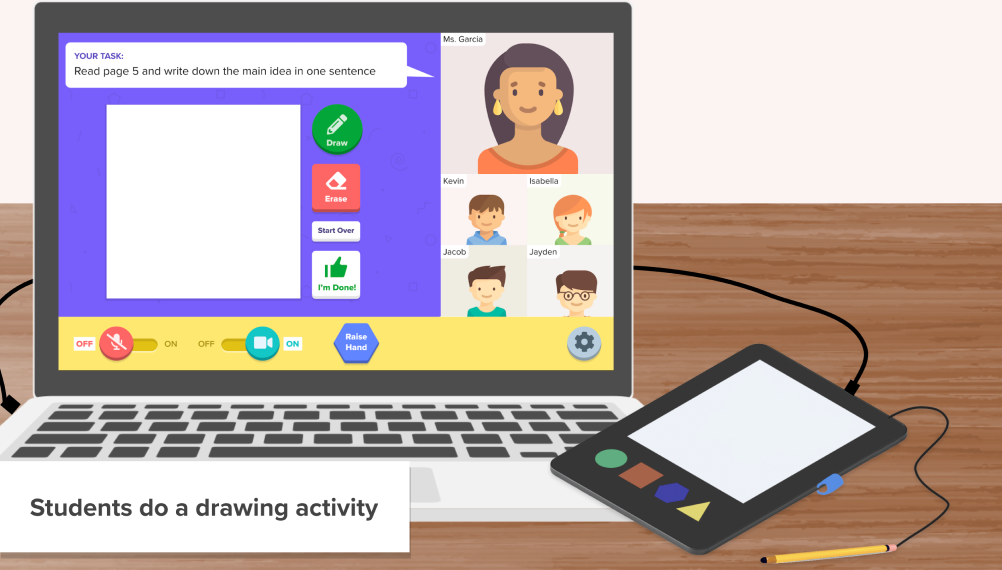 Ms. Garcia
YOUR TASK:
Read page 5 and write down the main idea in one sentence
Draw
Erase
Start Over
I'm Done!
Kevin
Isabella
Jacob
Jayden
OFF ON OFF ON
Raise
Hand
Students do a drawing activity